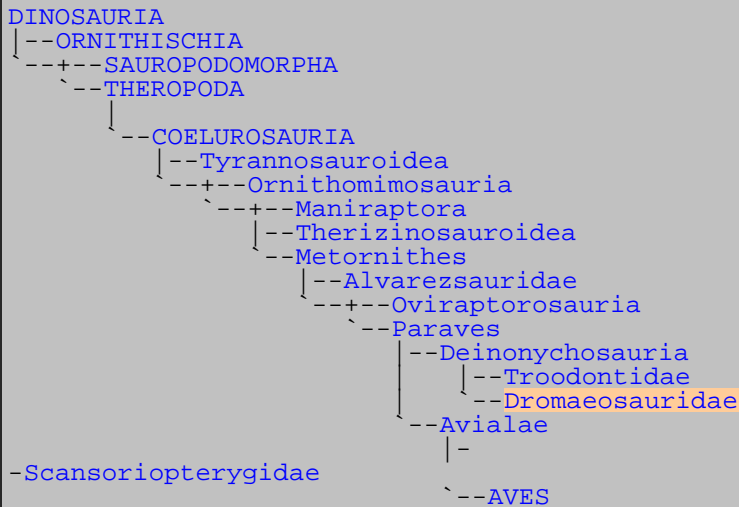 DINOSAURIA
|--ORNITHISCHIA
`--+--SAUROPODOMORPHA
   `--THEROPODA
      |
      `--COELUROSAURIA
         |--Tyrannosauroidea
         `--+--Ornithomimosauria
            `--+--Maniraptora
               |--Therizinosauroidea
               `--Metornithes
                  |--Alvarezsauridae
                  `--+--Oviraptorosauria
                     `--Paraves
                        |--Deinonychosauria
                        |   |--Troodontidae
                        |   `--Dromaeosauridae
                        `--Avialae
                           |-
-Scansoriopterygidae
                           `--AVES